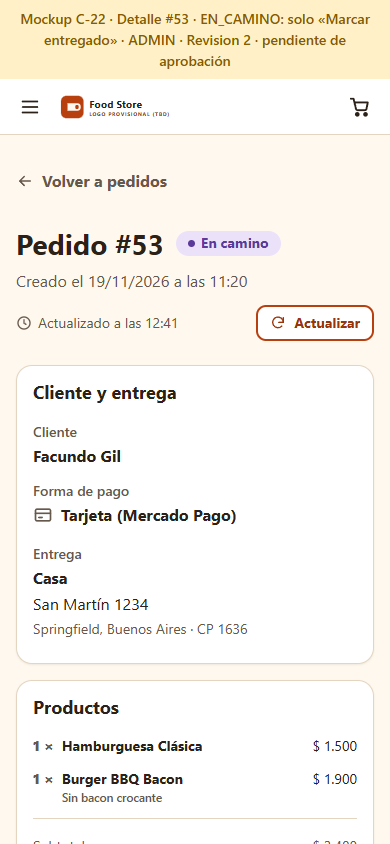 Mockup C-22 · Detalle #53 · EN_CAMINO: solo «Marcar
entregado» · ADMIN · Revision 2 · pendiente de
aprobación
Food Store
LOGO PROVISIONAL (TBD)
← Volver a pedidos
Pedido #53
En camino
Creado el 19/11/2026 a las 11:20
Actualizado a las 12:41
Actualizar
Cliente y entrega
Cliente
Facundo Gil
Forma de pago
Tarjeta (Mercado Pago)
Entrega
Casa
San Martín 1234
Springfield, Buenos Aires · CP 1636
Productos
1 × Hamburguesa Clásica $ 1.500
1 × Burger BBQ Bacon $ 1.900
Sin bacon crocante